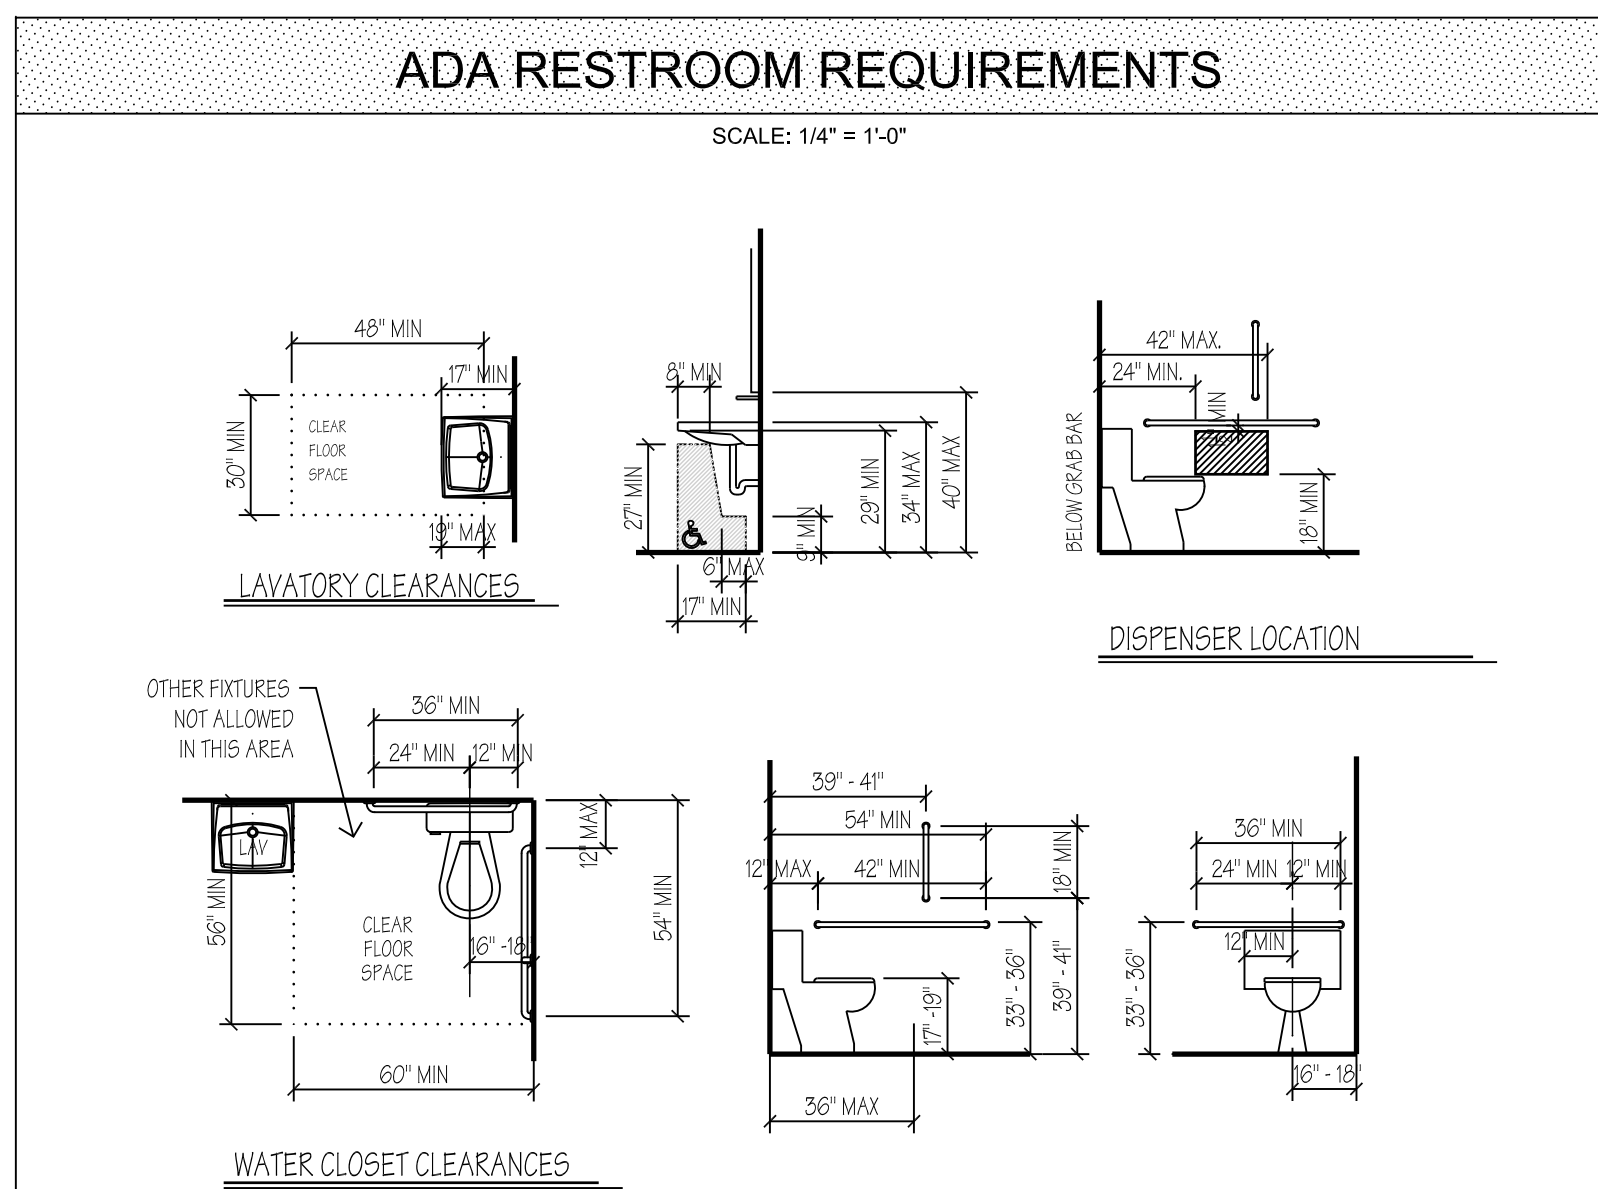 ADA RESTROOM REQUIREMENTS
SCALE: 1/4" = 1'-0"
48" MIN
17" MIN
30" MIN
CLEAR
FLOOR
SPACE
19" MAX
LAVATORY CLEARANCES
8" MIN
27" MIN
29" MIN
34" MAX
40" MAX
9" MIN
6" MAX
17" MIN
42" MAX.
24" MIN.
MIN
BELOW GRAB BAR
18" MIN
DISPENSER LOCATION
OTHER FIXTURES
NOT ALLOWED
IN THIS AREA
36" MIN
24" MIN
12" MIN
12" MAX
LAV
56" MIN
54" MIN
CLEAR
FLOOR
SPACE
16" -18"
60" MIN
WATER CLOSET CLEARANCES
39" - 41"
54" MIN
12" MAX
42" MIN
18" MIN
33" - 36"
39" - 41"
17" -19"
36" MAX
36" MIN
24" MIN
12" MIN
12" MIN
33" - 36"
16" - 18"